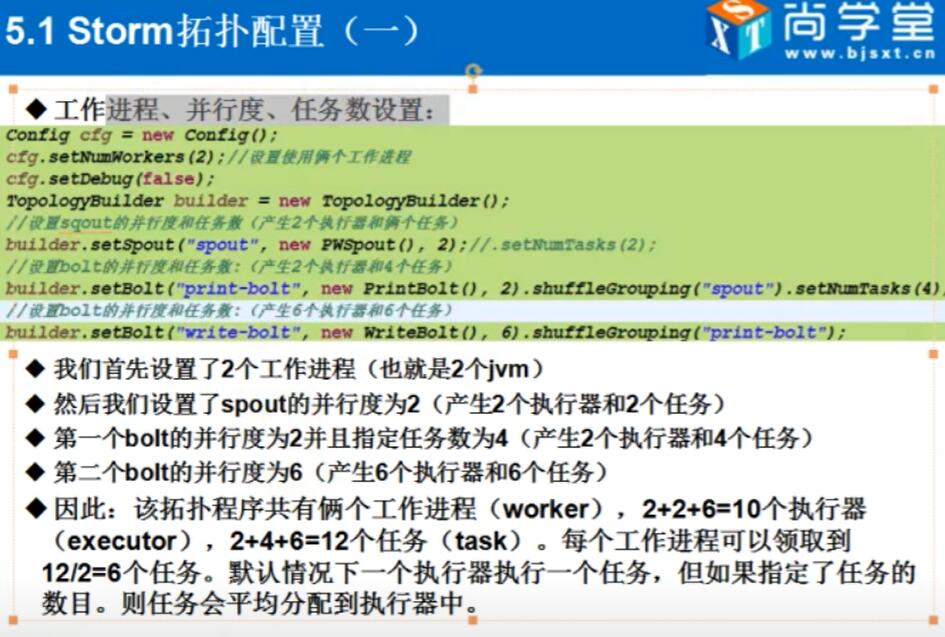 5.1 Storm拓扑配置（一）
尚学堂
www.bjsxt.cn
◆ 工作进程、并行度、任务数设置：
Config cfg = new Config();
cfg.setNumWorkers(2);//设置使用俩个工作进程
cfg.setDebug(false);
TopologyBuilder builder = new TopologyBuilder();
//设置sqout的并行度和任务数（产生2个执行器和俩个任务）
builder.setSpout("spout", new PWSpout(), 2);//.setNumTasks(2);
//设置bolt的并行度和任务数:（产生2个执行器和4个任务）
builder.setBolt("print-bolt", new PrintBolt(), 2).shuffleGrouping("spout").setNumTasks(4);
//设置bolt的并行度和任务数:（产生6个执行器和6个任务）
builder.setBolt("write-bolt", new WriteBolt(), 6).shuffleGrouping("print-bolt");
◆ 我们首先设置了2个工作进程（也就是2个jvm）
◆ 然后我们设置了spout的并行度为2（产生2个执行器和2个任务）
◆ 第一个bolt的并行度为2并且指定任务数为4（产生2个执行器和4个任务）
◆ 第二个bolt的并行度为6（产生6个执行器和6个任务）
◆ 因此：该拓扑程序共有俩个工作进程（worker），2+2+6=10个执行器
（executor），2+4+6=12个任务（task）。每个工作进程可以领取到
12/2=6个任务。默认情况下一个执行器执行一个任务，但如果指定了任务的
数目。则任务会平均分配到执行器中。